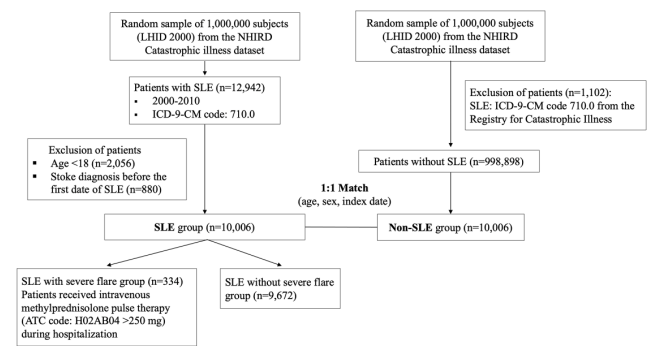 Random sample of 1,000,000 subjects
(LHID 2000) from the NHIRD
Catastrophic illness dataset
Random sample of 1,000,000 subjects
(LHID 2000) from the NHIRD
Catastrophic illness dataset
Patients with SLE (n=12,942)
▪ 2000-2010
▪ ICD-9-CM code: 710.0
Exclusion of patients (n=1,102):
SLE: ICD-9-CM code 710.0 from the
Registry for Catastrophic Illness
Exclusion of patients
▪ Age <18 (n=2,056)
▪ Stoke diagnosis before the
first date of SLE (n=880)
Patients without SLE (n=998,898)
1:1 Match
(age, sex, index date)
SLE group (n=10,006)
Non-SLE group (n=10,006)
SLE with severe flare group (n=334)
Patients received intravenous
methylprednisolone pulse therapy
(ATC code: H02AB04 >250 mg)
during hospitalization
SLE without severe flare
group (n=9,672)